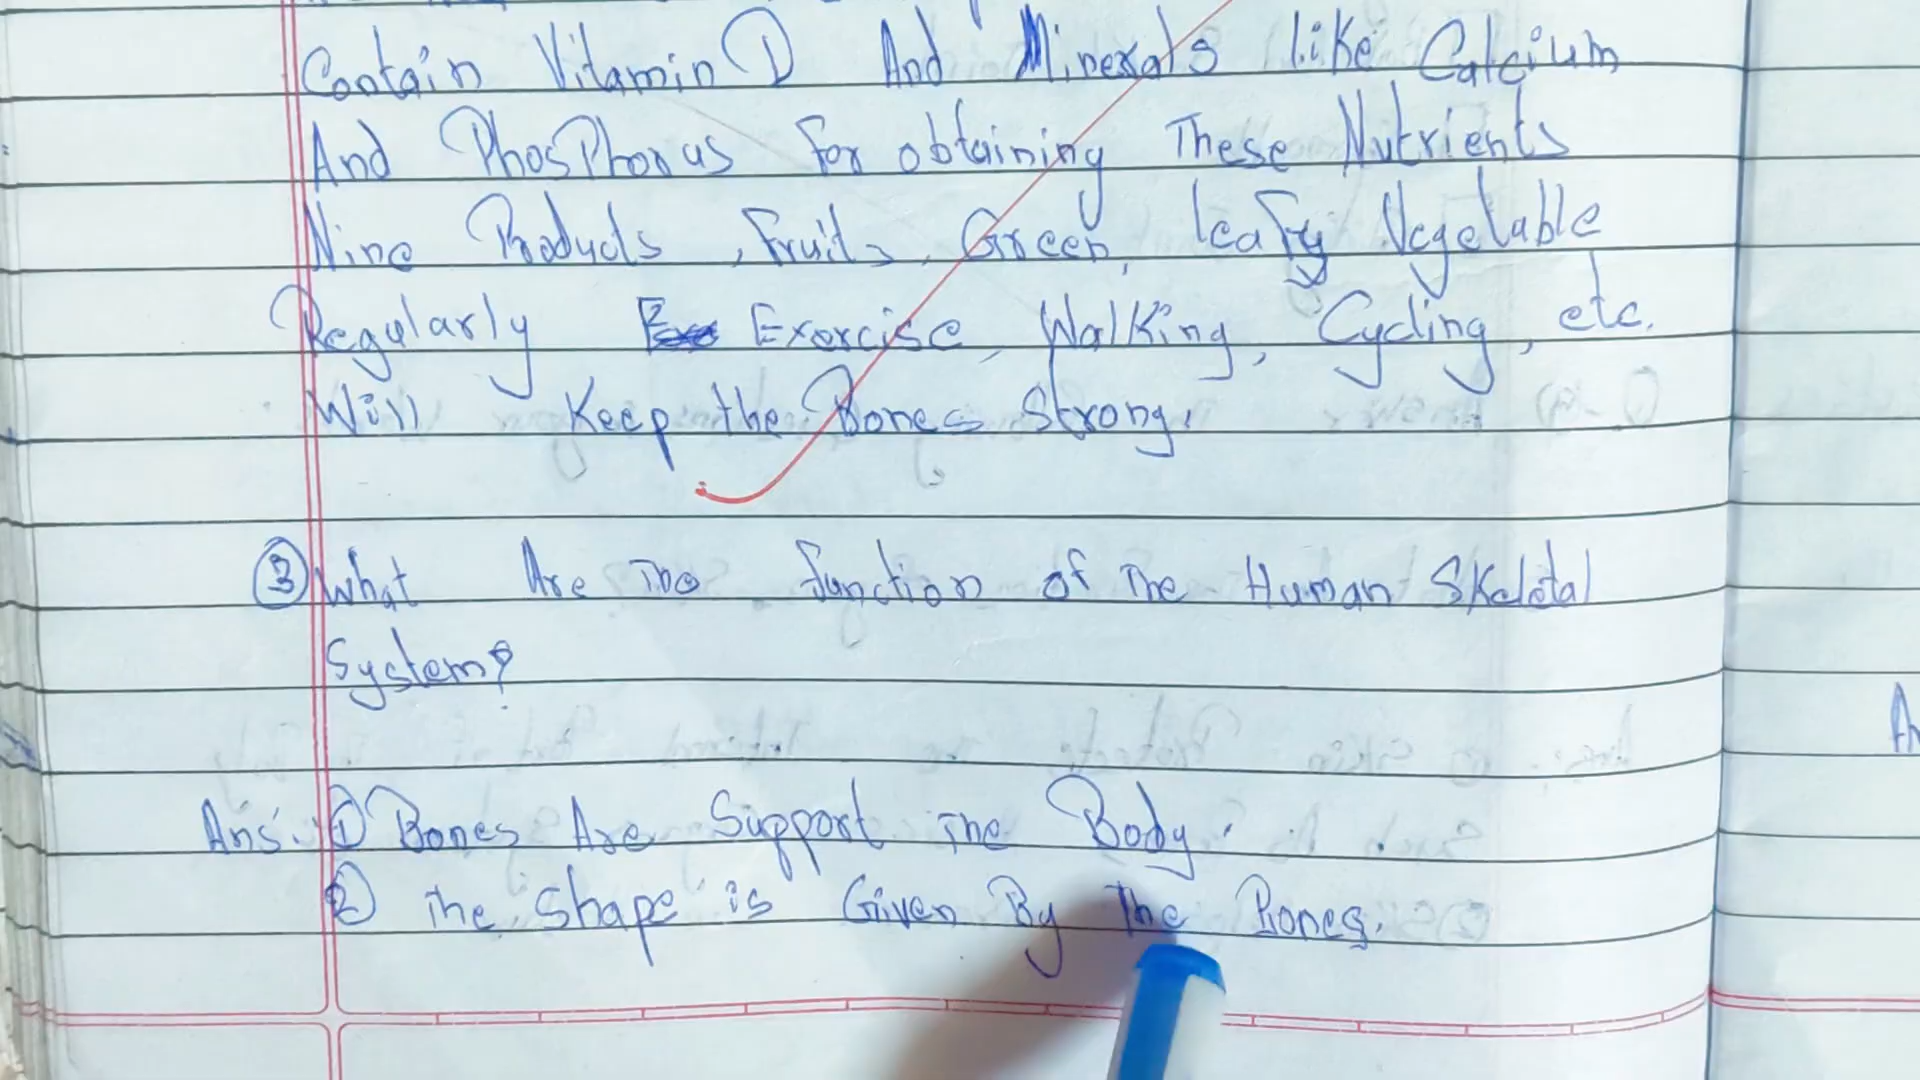 Contain Vitamin D And Minerals like Calcium
And Phosphorus for obtaining These Nutrients
Nine Products, Fruits, Green, leafy Vegetable
Regularly Exercise, Walking, Cycling, etc.
Will Keep the Bones Strong.
③ What Are The function of The Human Skeletal
System?
Ans. ① Bones Are Support The Body.
② The shape is Given By The Bones.